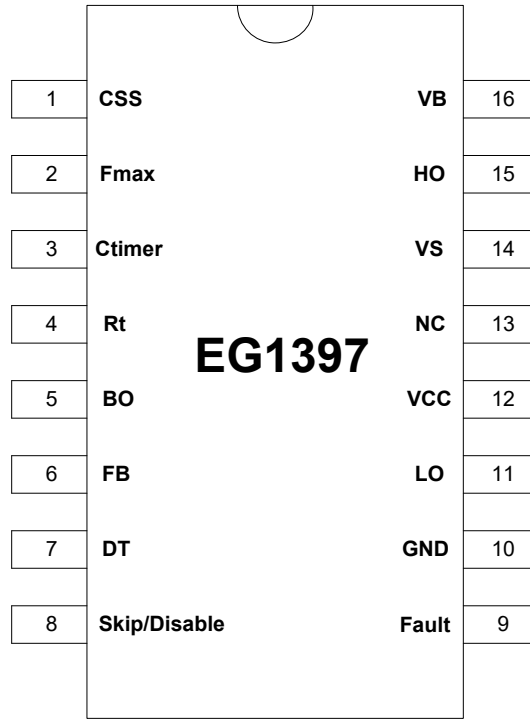 1 CSS VB 16
2 Fmax HO 15
3 Ctimer VS 14
4 Rt NC 13
EG1397
5 BO VCC 12
6 FB LO 11
7 DT GND 10
8 Skip/Disable Fault 9